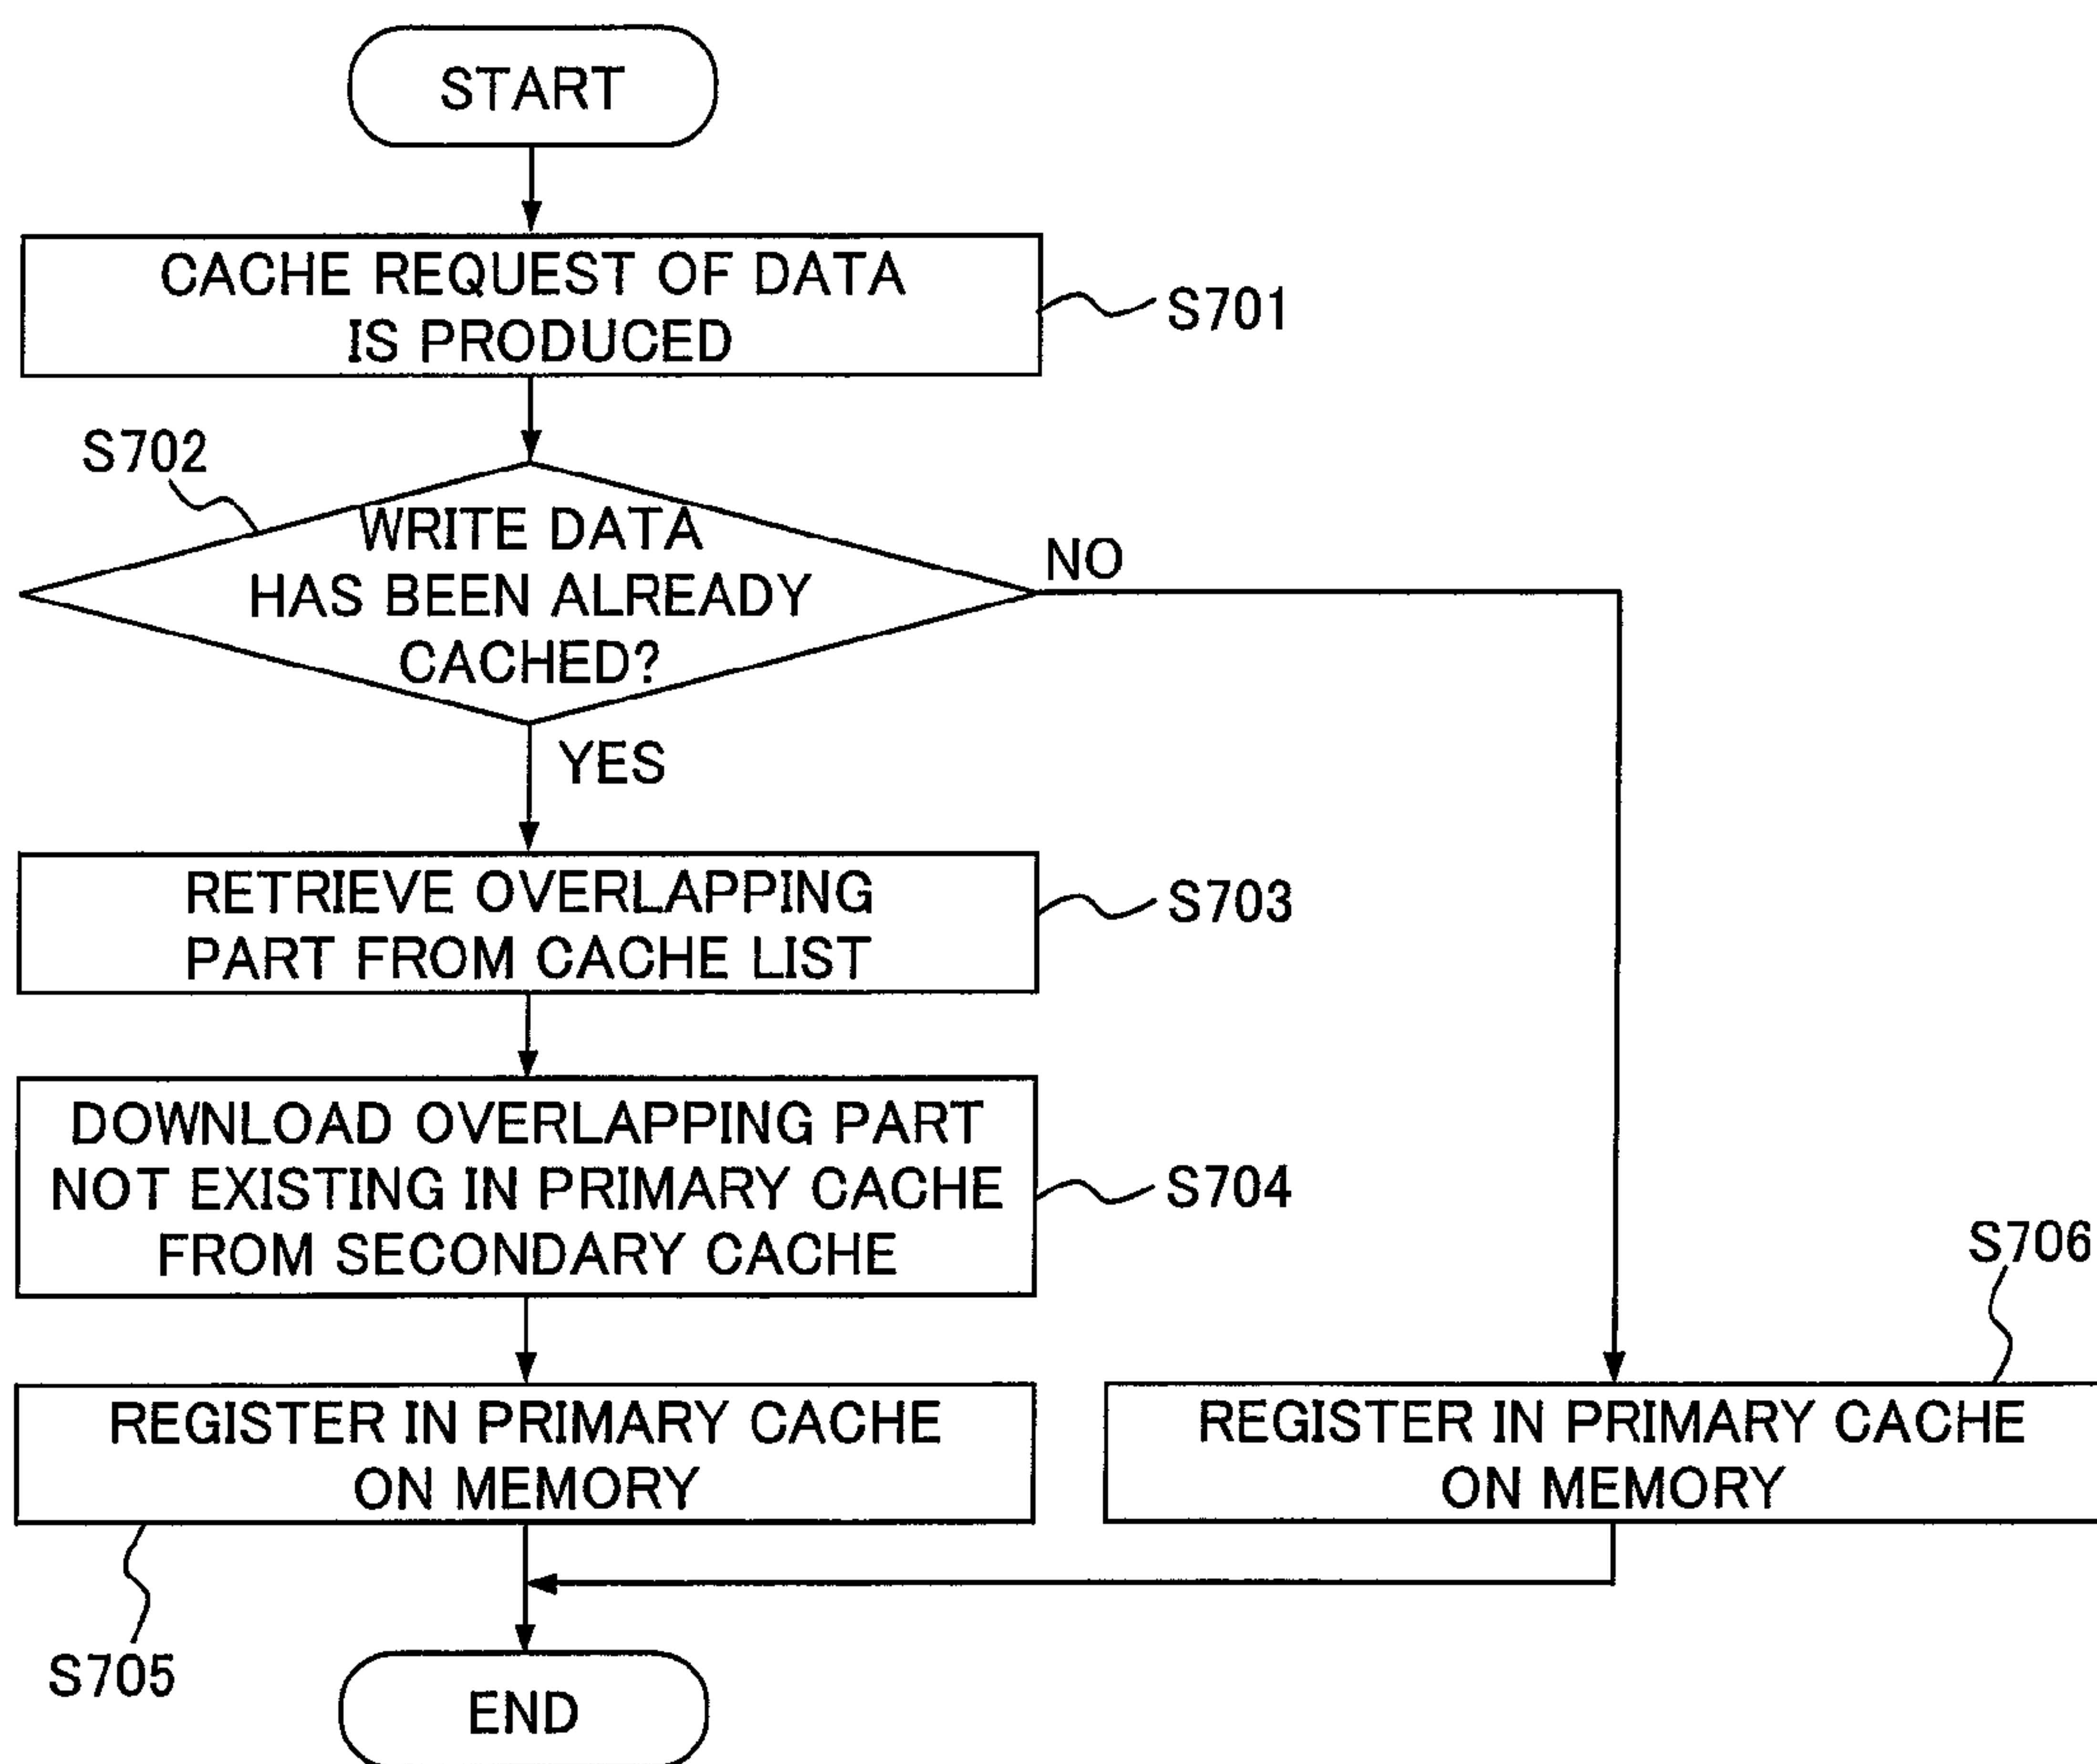 START
CACHE REQUEST OF DATA
IS PRODUCED
S701
S702
WRITE DATA
HAS BEEN ALREADY
CACHED?
NO
YES
RETRIEVE OVERLAPPING
PART FROM CACHE LIST
S703
DOWNLOAD OVERLAPPING PART
NOT EXISTING IN PRIMARY CACHE
FROM SECONDARY CACHE
S704
S706
REGISTER IN PRIMARY CACHE
ON MEMORY
REGISTER IN PRIMARY CACHE
ON MEMORY
S705
END